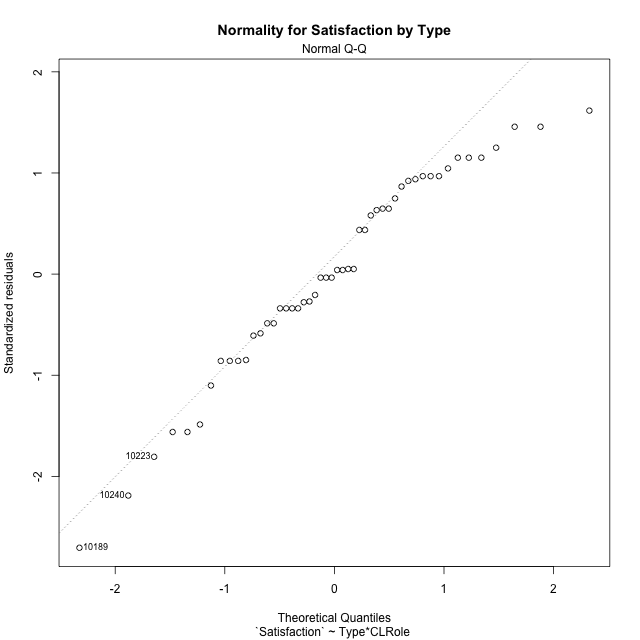 Normality for Satisfaction by Type
Normal Q-Q
2
1
0
-1
-2
Standardized residuals
10223
10240
10189
-2 -1 0 1 2
Theoretical Quantiles
`Satisfaction` ~ Type*CLRole